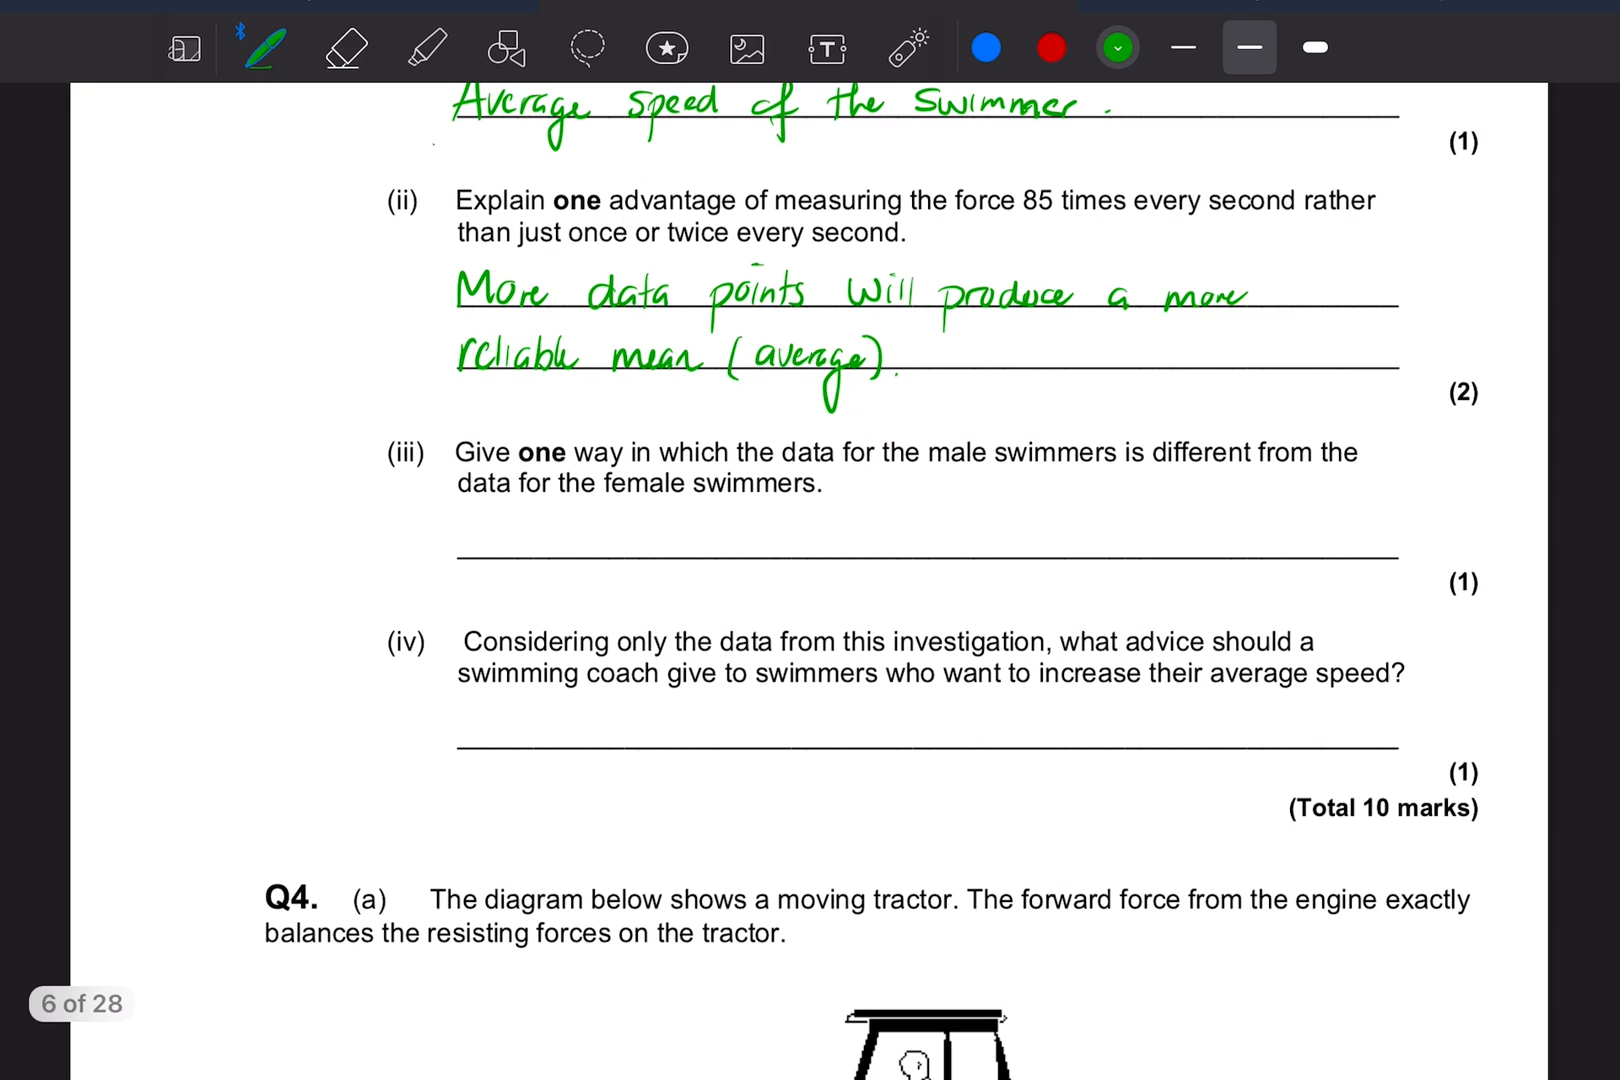 Average speed of the swimmer.
(1)
(ii) Explain one advantage of measuring the force 85 times every second rather
than just once or twice every second.
More data points will produce a more
reliable mean (average).
(2)
(iii) Give one way in which the data for the male swimmers is different from the
data for the female swimmers.
(1)
(iv) Considering only the data from this investigation, what advice should a
swimming coach give to swimmers who want to increase their average speed?
(1)
(Total 10 marks)
Q4. (a) The diagram below shows a moving tractor. The forward force from the engine exactly
balances the resisting forces on the tractor.
6 of 28